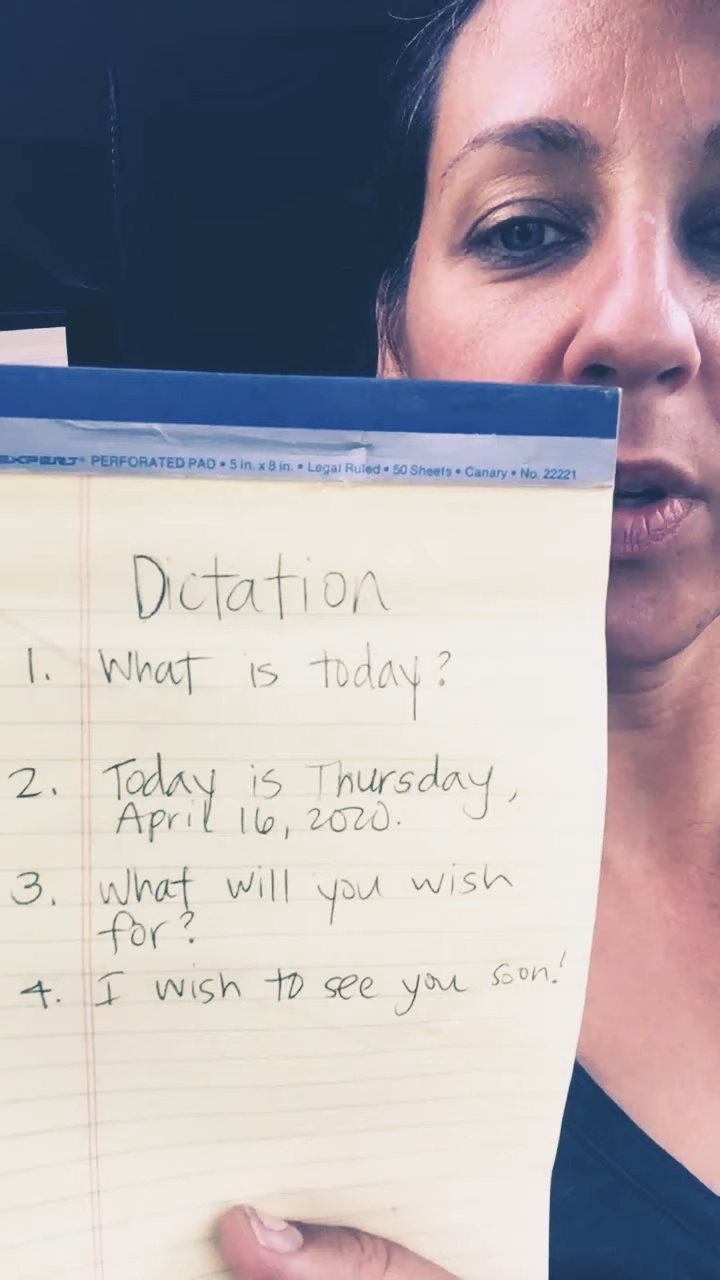 EXPERT® PERFORATED PAD • 5 in. x 8 in. • Legal Ruled • 50 Sheets • Canary • No. 22221
Dictation
1. What is today?
2. Today is Thursday,
April 16, 2020.
3. What will you wish
for?
4. I wish to see you soon!